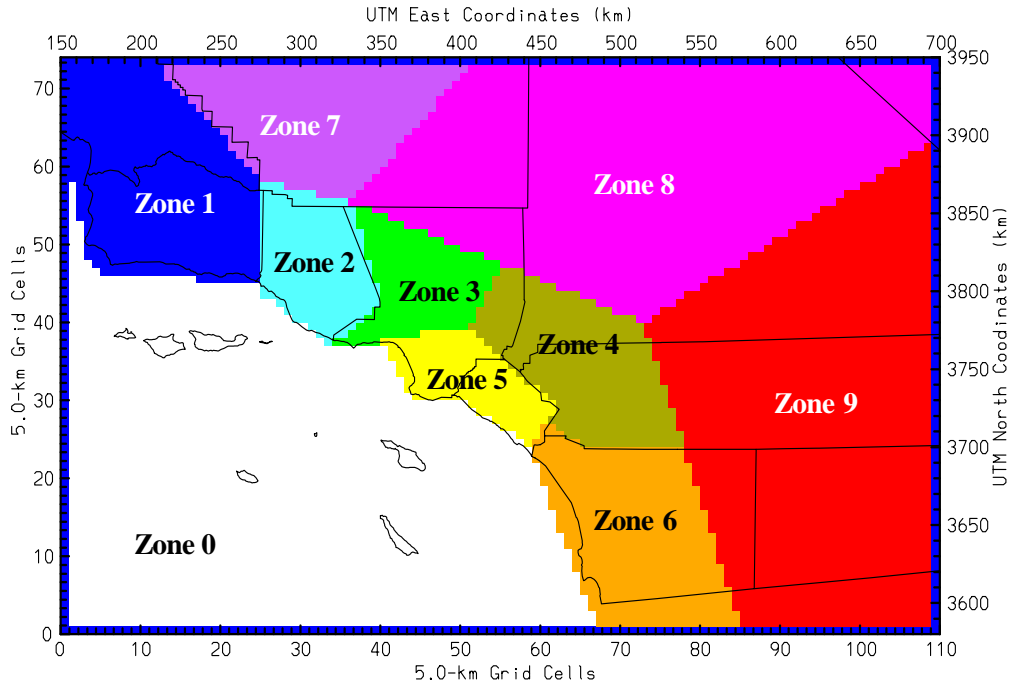 UTM East Coordinates (km)
150 200 250 300 350 400 450 500 550 600 650 700
3950
70
Zone 7
3900
60
Zone 8
Zone 1
3850
50
Zone 2
Zone 3
3800
40
Zone 4
3750
Zone 5
30
Zone 9
3700
20
Zone 6
3650
Zone 0
10
3600
0
5.0-km Grid Cells
UTM North Coodinates (km)
0 10 20 30 40 50 60 70 80 90 100 110
5.0-km Grid Cells